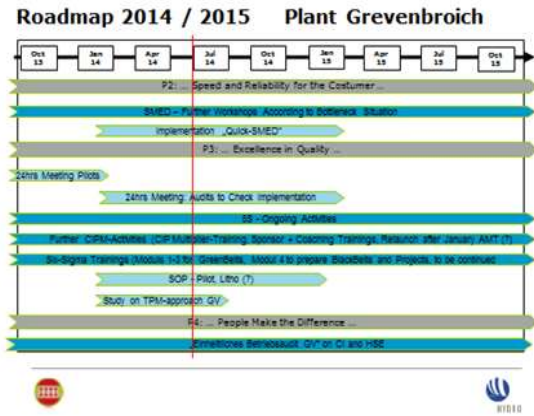 Roadmap 2014 / 2015 Plant Grevenbroich
Oct 13 Jan 14 Apr 14 Jul 14 Oct 14 Jan 15 Apr 15 Jul 15 Oct 15
P2: ... Speed and Reliability for the Costumer ...
SMED – Further Workshops According to Bottleneck Situation
Implementation „Quick-SMED“
P3: ... Excellence in Quality ...
24hrs Meeting Pilots
24hrs Meeting: Audits to Check Implementation
5S - Ongoing Activities
Further CIPM-Activities (CIP Multiplier-Training, Sponsor + Coaching Trainings, Relaunch after January AMT (?)
Six-Sigma Trainings (Moduls 1-3 for GreenBelts, Modul 4 to prepare BlackBelts and Projects, to be continued
SOP - Pilot, Litho (?)
Study on TPM-approach GV
P4: ... People Make the Difference ...
„Einheitliches Betriebsaudit GV“ on CI and HSE
HYDRO